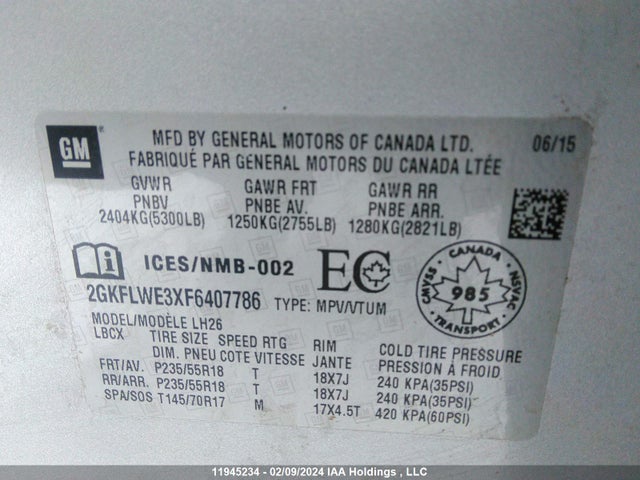 GM
MFD BY GENERAL MOTORS OF CANADA LTD. 06/15
FABRIQUÉ PAR GENERAL MOTORS DU CANADA LTÉE
GVWR GAWR FRT GAWR RR
PNBV PNBE AV. PNBE ARR.
2404KG(5300LB) 1250KG(2755LB) 1280KG(2821LB)
ICES/NMB-002 EC
CANADA CMVSS 985 NSVAC TRANSPORT
2GKFLWE3XF6407786 TYPE: MPV/VTUM
MODEL/MODÈLE LH26
LBCX TIRE SIZE SPEED RTG RIM COLD TIRE PRESSURE
DIM. PNEU COTE VITESSE JANTE PRESSION À FROID
FRT/AV. P235/55R18 T 18X7J 240 KPA(35PSI)
RR/ARR. P235/55R18 T 18X7J 240 KPA(35PSI)
SPA/SOS T145/70R17 M 17X4.5T 420 KPA(60PSI)
11945234 - 02/09/2024 IAA Holdings , LLC